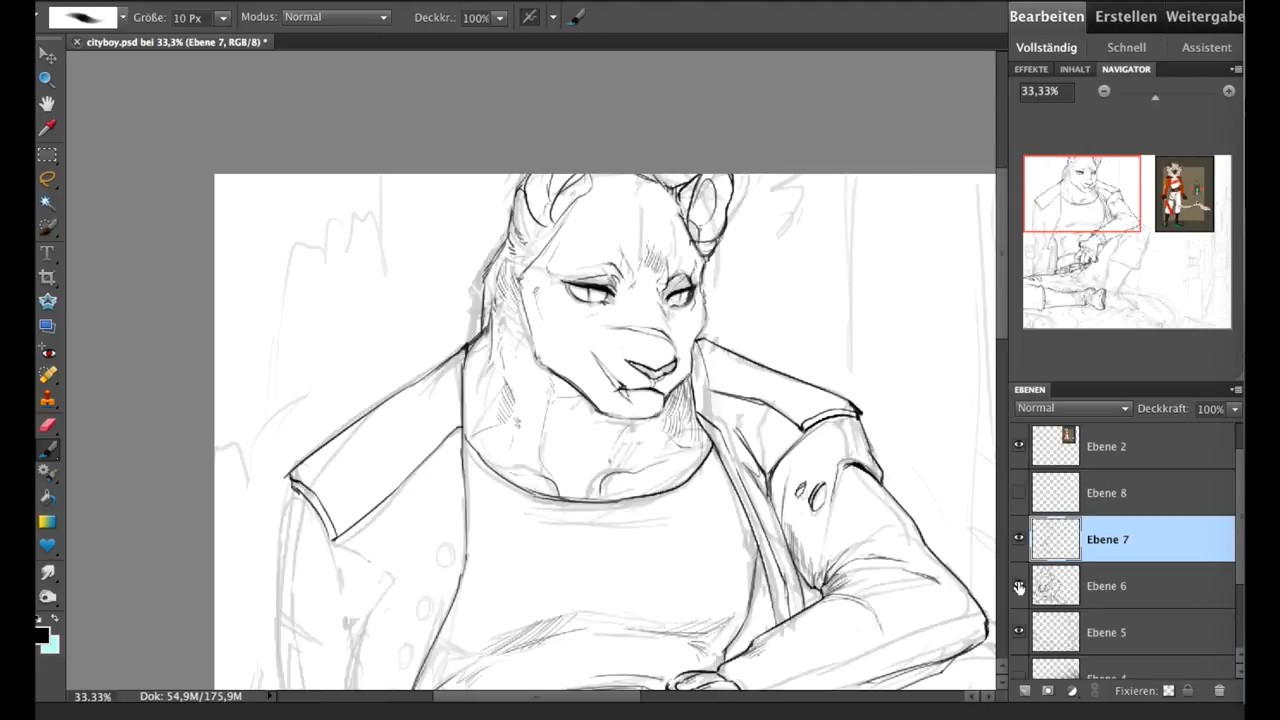 Größe: 10 Px Modus: Normal Deckkr.: 100%
Bearbeiten Erstellen Weitergabe
cityboy.psd bei 33,3% (Ebene 7, RGB/8) *
Vollständig Schnell Assistent
EFFEKTE INHALT NAVIGATOR
33,33%
EBENEN
Normal Deckkraft: 100%
Ebene 2
Ebene 8
Ebene 7
Ebene 6
Ebene 5
33.33% Dok: 54,9M/175,9M Fixieren: